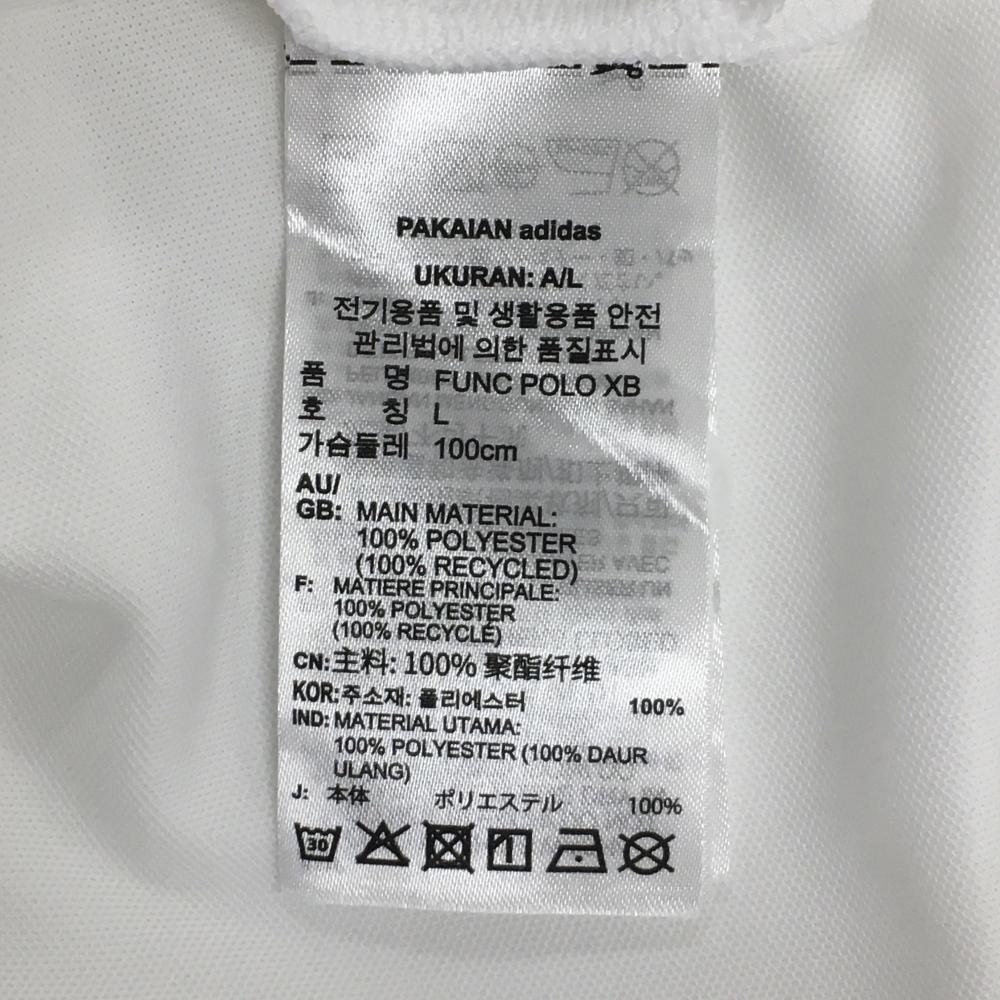 PAKAIAN adidas
UKURAN: A/L
전기용품 및 생활용품 안전
관리법에 의한 품질표시
품 명 FUNC POLO XB
호 칭 L
가슴둘레 100cm
AU/
GB: MAIN MATERIAL:
100% POLYESTER
(100% RECYCLED)
F: MATIERE PRINCIPALE:
100% POLYESTER
(100% RECYCLÉ)
CN:主料: 100% 聚酯纤维
KOR:주소재: 폴리에스터 100%
IND: MATERIAL UTAMA:
100% POLYESTER (100% DAUR
ULANG)
J: 本体 ポリエステル 100%
30